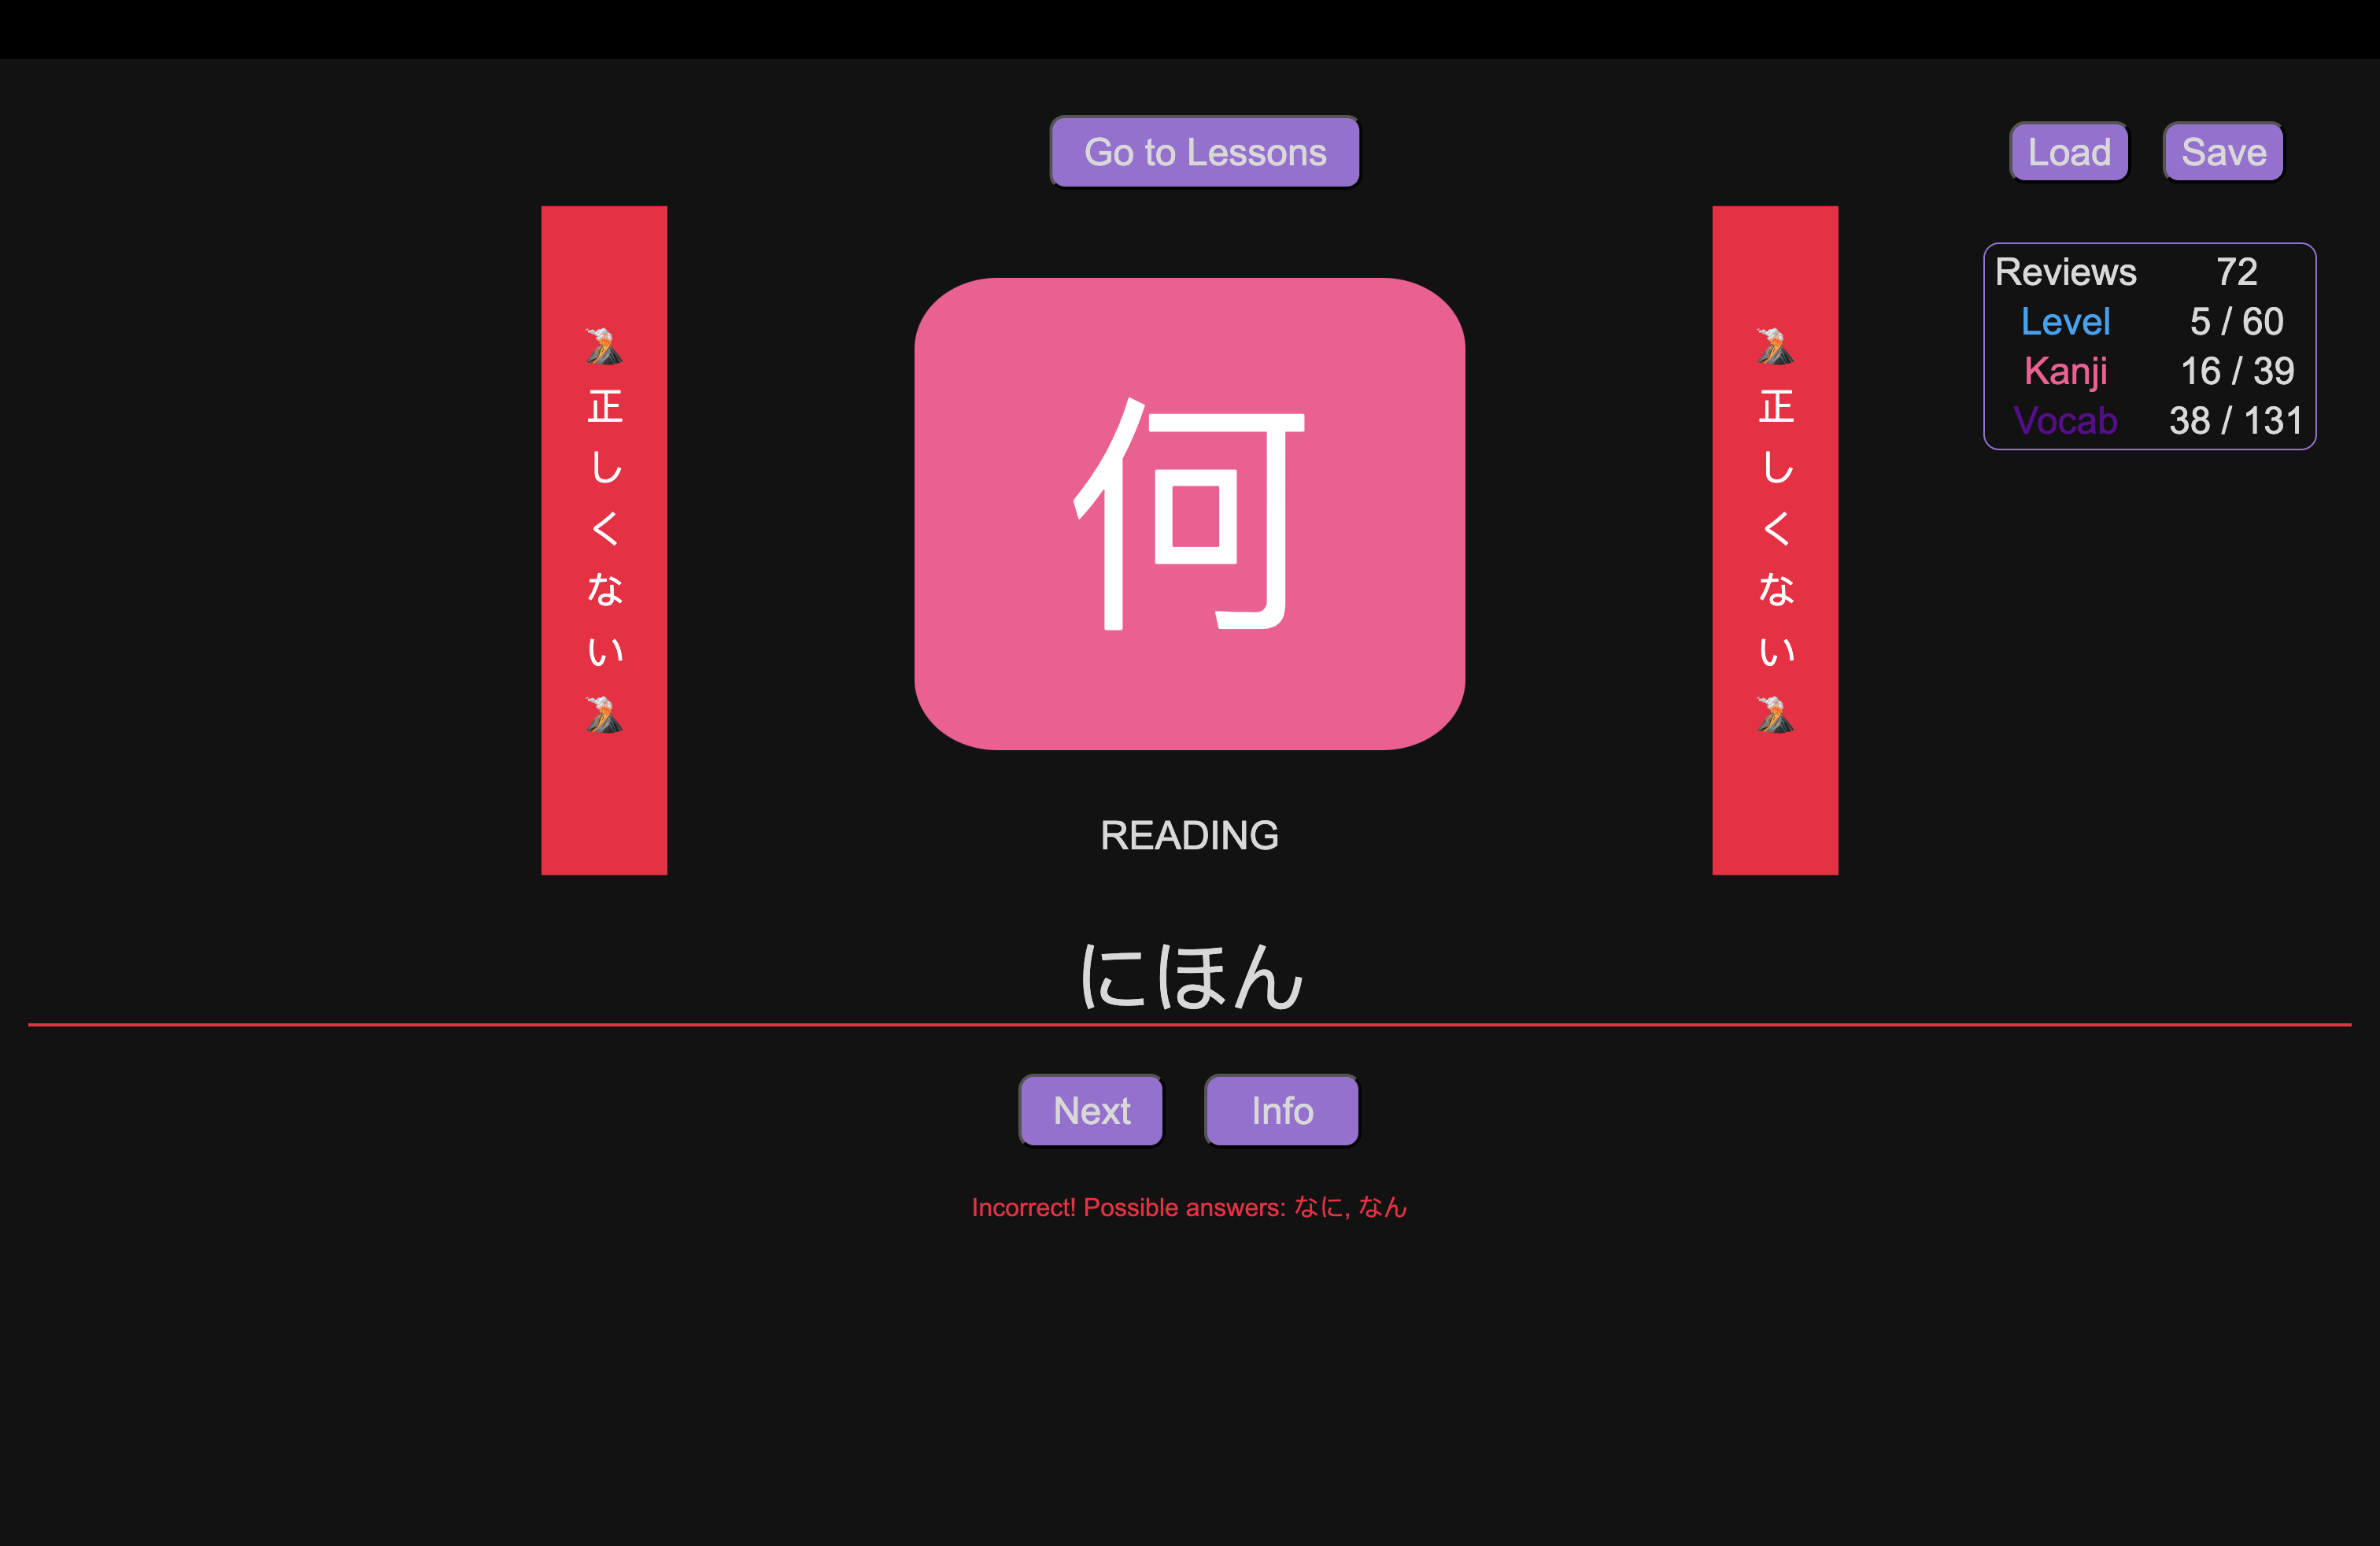 Go to Lessons
Load
Save
Reviews 72
Level 5 / 60
Kanji 16 / 39
Vocab 38 / 131
正しくない
何
正しくない
READING
にほん
Next
Info
Incorrect! Possible answers: なに, なん